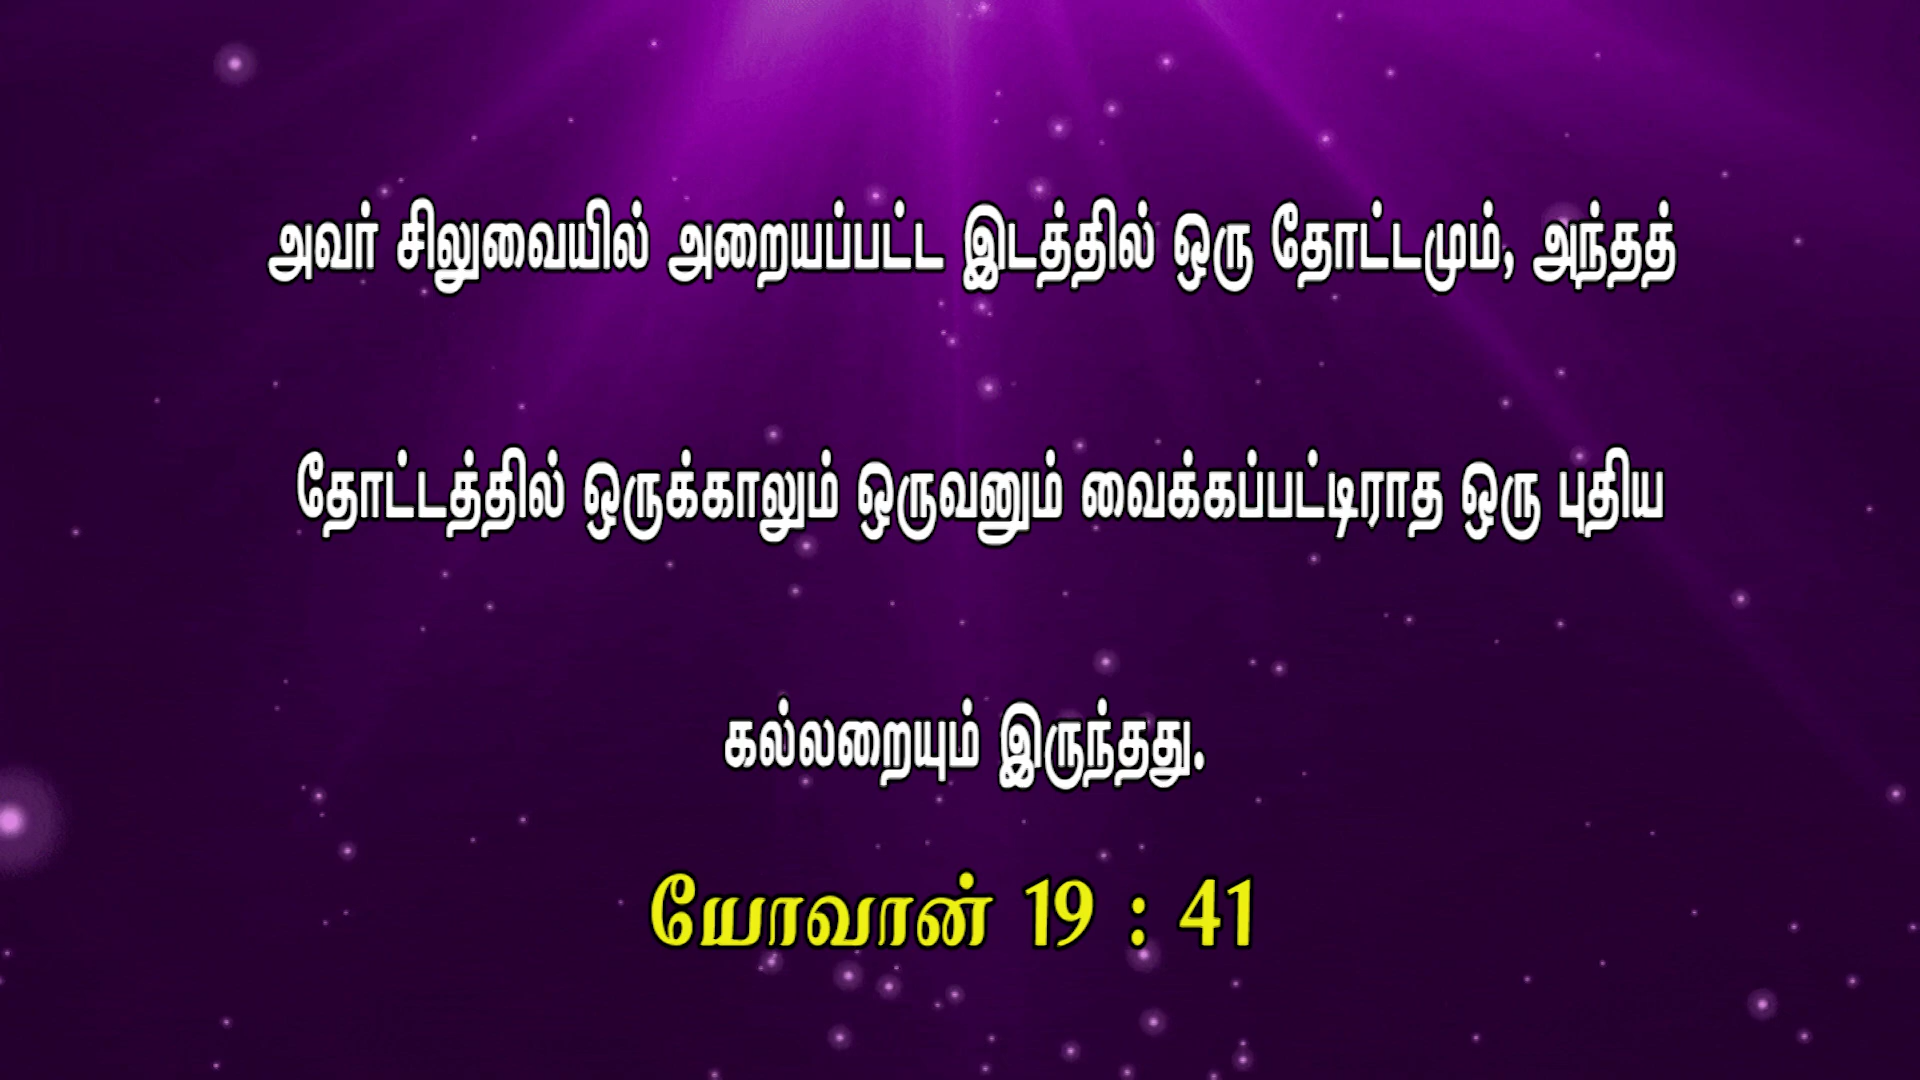 அவர் சிலுவையில் அறையப்பட்ட இடத்தில் ஒரு தோட்டமும், அந்தத்
தோட்டத்தில் ஒருக்காலும் ஒருவனும் வைக்கப்பட்டிராத ஒரு புதிய
கல்லறையும் இருந்தது.
யோவான் 19 : 41